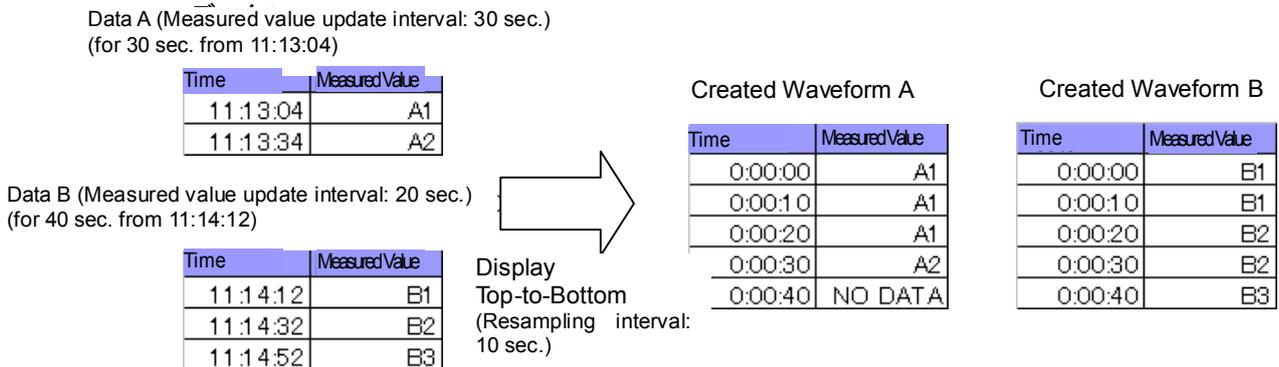 Data A (Measured value update interval: 30 sec.)
(for 30 sec. from 11:13:04)
Time Measured Value
11:13:04 A1
11:13:34 A2
Data B (Measured value update interval: 20 sec.)
(for 40 sec. from 11:14:12)
Time Measured Value
11:14:12 B1
11:14:32 B2
11:14:52 B3
Display
Top-to-Bottom
(Resampling interval:
10 sec.)
Created Waveform A
Time Measured Value
0:00:00 A1
0:00:10 A1
0:00:20 A1
0:00:30 A2
0:00:40 NO DATA
Created Waveform B
Time Measured Value
0:00:00 B1
0:00:10 B1
0:00:20 B2
0:00:30 B2
0:00:40 B3